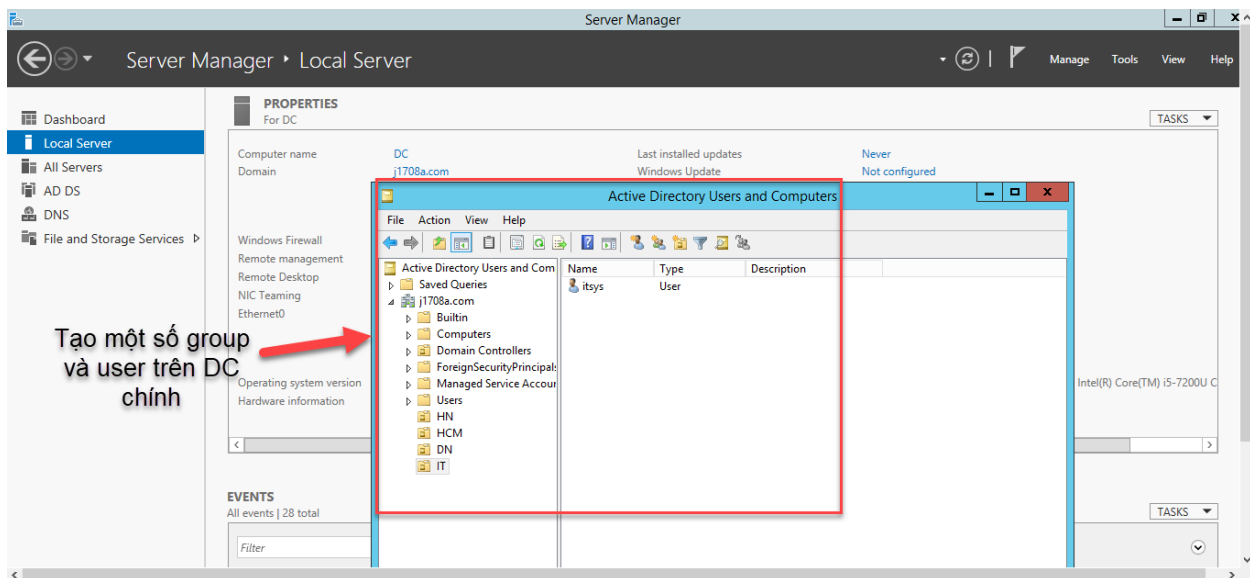 Server Manager
Server Manager • Local Server
Manage Tools View Help
Dashboard
Local Server
All Servers
AD DS
DNS
File and Storage Services
PROPERTIES
For DC
TASKS
Computer name DC Last installed updates Never
Domain j1708a.com Windows Update Not configured
Windows Firewall
Remote management
Remote Desktop
NIC Teaming
Ethernet0
Operating system version
Hardware information
Intel(R) Core(TM) i5-7200U C
Active Directory Users and Computers
File Action View Help
Active Directory Users and Com
Saved Queries
j1708a.com
Builtin
Computers
Domain Controllers
ForeignSecurityPrincipals
Managed Service Accour
Users
HN
HCM
DN
IT
Name Type Description
itsys User
Tạo một số group
và user trên DC
chính
EVENTS
All events | 28 total
TASKS
Filter